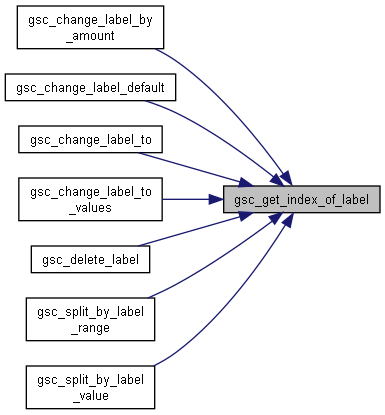 gsc_change_label_by
_amount
gsc_change_label_default
gsc_change_label_to
gsc_change_label_to
_values
gsc_get_index_of_label
gsc_delete_label
gsc_split_by_label
_range
gsc_split_by_label
_value